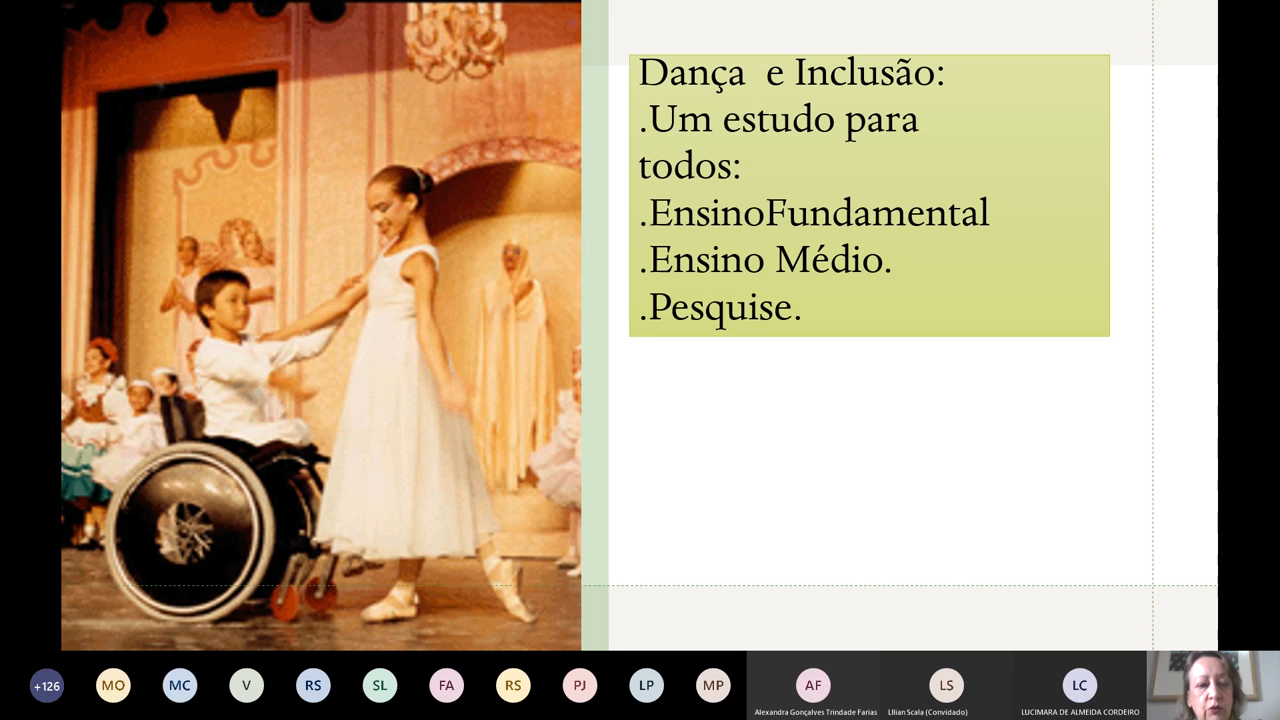 Dança  e Inclusão:
.Um estudo para
todos:
.EnsinoFundamental
.Ensino Médio.
.Pesquise.
+126
MO
MC
V
RS
SL
FA
RS
PJ
LP
MP
AF
LS
LC
Alexandra Gonçalves Trindade Farias
LIlian Scala (Convidado)
LUCIMARA DE ALMEIDA CORDEIRO